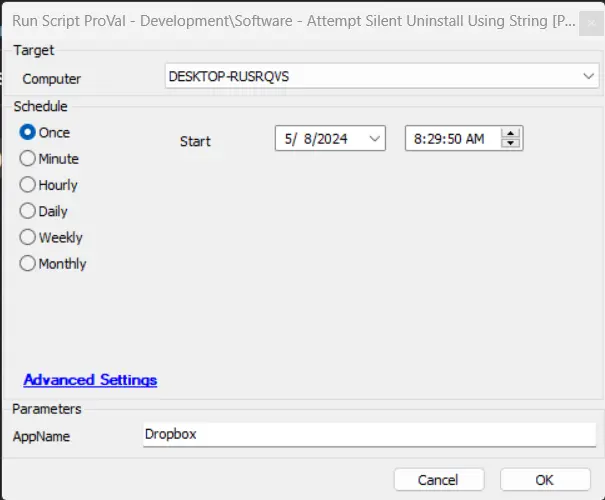 Run Script ProVal - Development\Software - Attempt Silent Uninstall Using String [P...
Target
Computer DESKTOP-RUSRQVS
Schedule
Once
Start 5/ 8/2024 8:29:50 AM
Minute
Hourly
Daily
Weekly
Monthly
Advanced Settings
Parameters
AppName Dropbox
Cancel OK